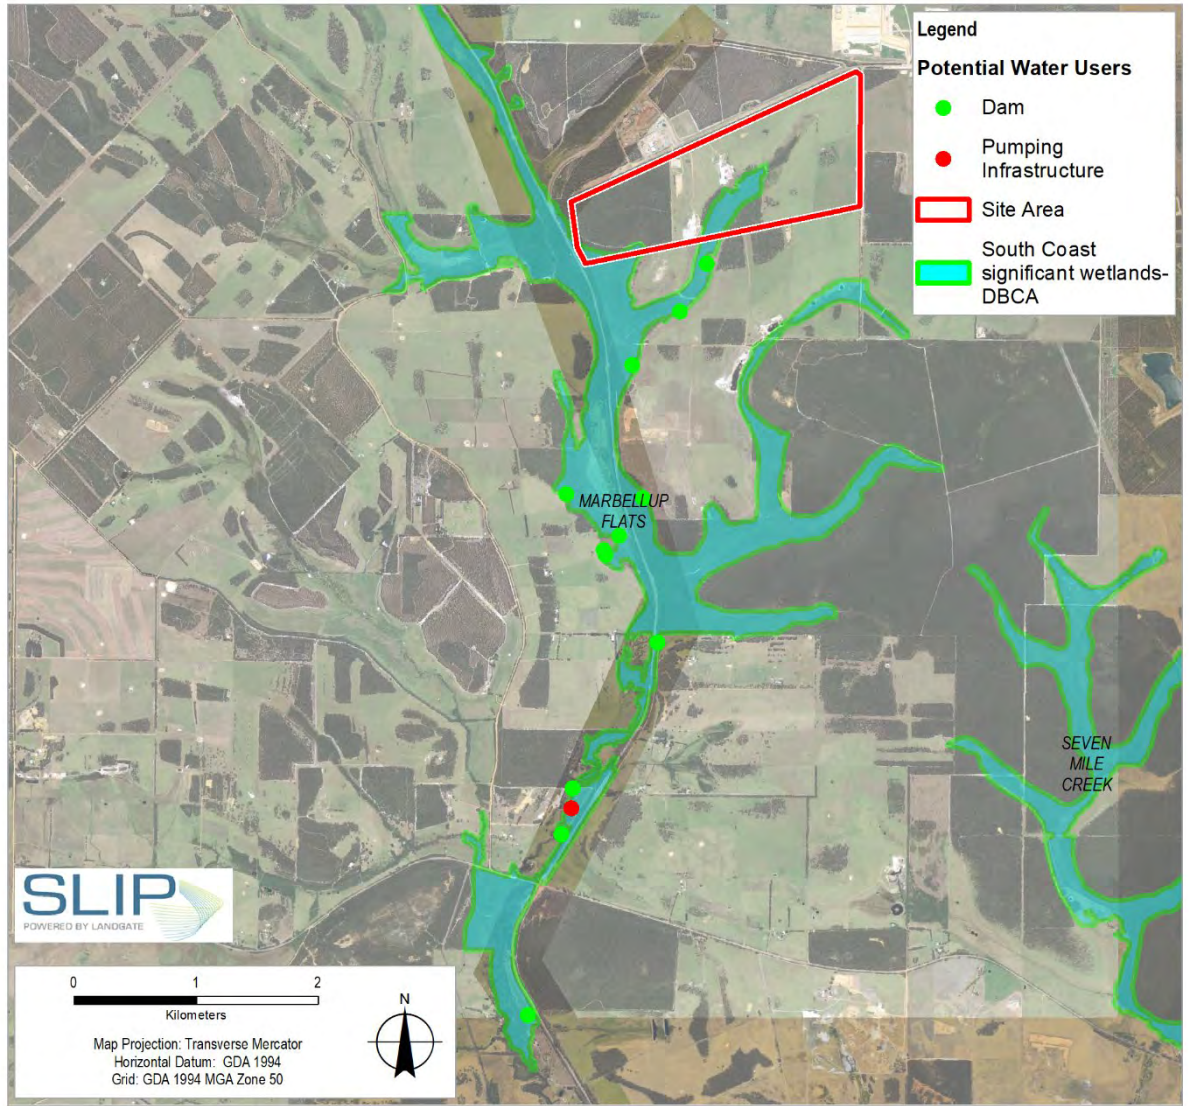 Legend
Potential Water Users
Dam
Pumping
Infrastructure
Site Area
South Coast
significant wetlands-
DBCA
MARBELLUP
FLATS
SEVEN
MILE
CREEK
SLIP
POWERED BY LANDGATE
0 1 2
Kilometers
N
Map Projection: Transverse Mercator
Horizontal Datum: GDA 1994
Grid: GDA 1994 MGA Zone 50